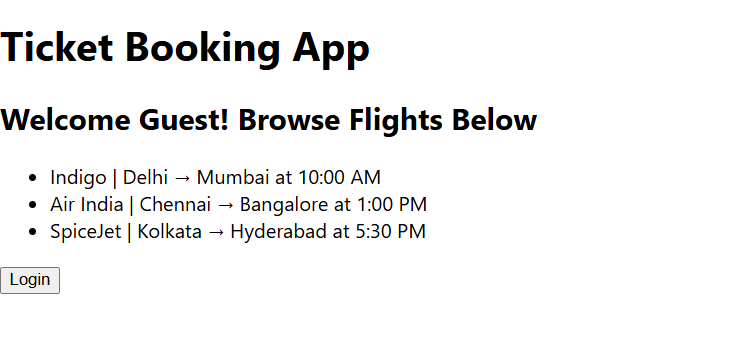 Ticket Booking App
Welcome Guest! Browse Flights Below
• Indigo | Delhi → Mumbai at 10:00 AM
• Air India | Chennai → Bangalore at 1:00 PM
• SpiceJet | Kolkata → Hyderabad at 5:30 PM
Login